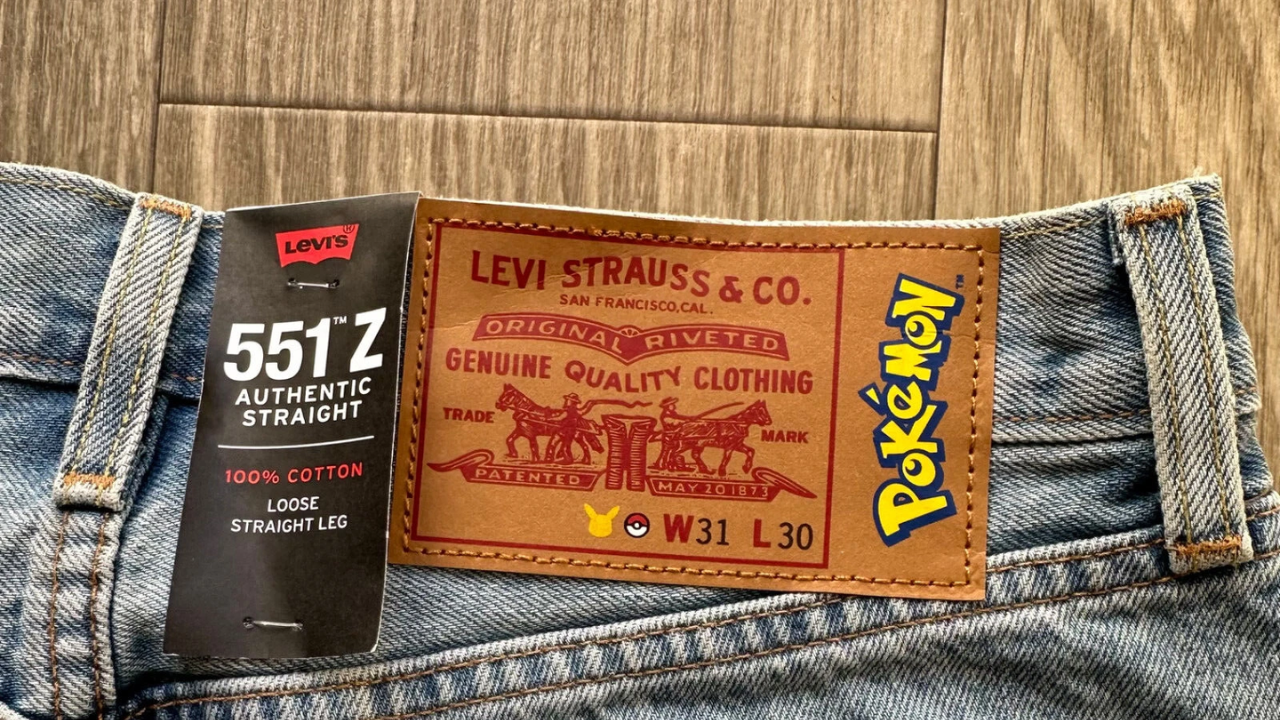 LEVI'S®
551™ Z
AUTHENTIC
STRAIGHT
100% COTTON
LOOSE
STRAIGHT LEG
LEVI STRAUSS & CO.
SAN FRANCISCO,CAL.
ORIGINAL RIVETED
GENUINE QUALITY CLOTHING
TRADE MARK
PATENTED MAY 20 1873
W31 L30
POKéMON™